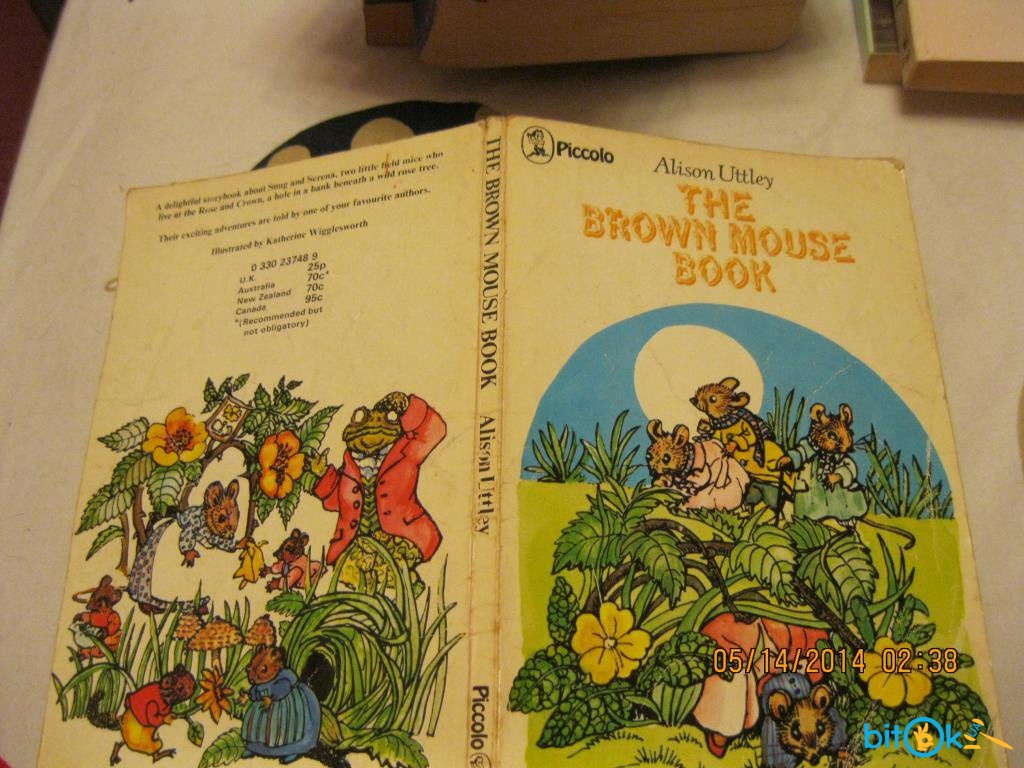 A delightful storybook about Snug and Serena, two little field mice who
live at the Rose and Crown, a hole in a bank beneath a wild rose tree.
Their exciting adventures are told by one of your favourite authors.
Illustrated by Katherine Wigglesworth
0 330 23748 9
U.K. 25p
Australia 70c*
New Zealand 70c
Canada 95c
*(Recommended but
not obligatory)
THE BROWN MOUSE BOOK Alison Uttley Piccolo
Piccolo
Alison Uttley
THE
BROWN MOUSE
BOOK
05/14/2014 02:38
bitOk